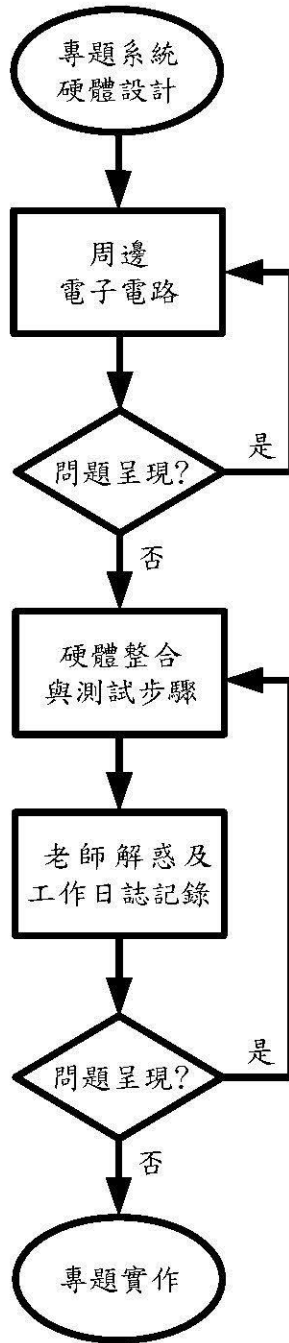 專題系統
硬體設計
周邊
電子電路
問題呈現?
是
否
硬體整合
與測試步驟
老師解惑及
工作日誌記錄
問題呈現?
是
否
專題實作